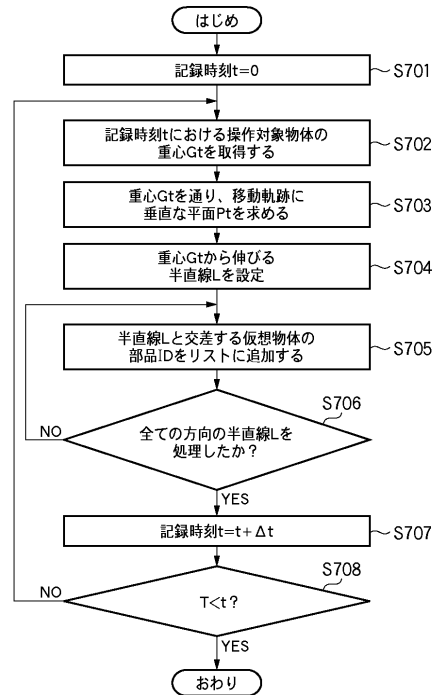 はじめ
記録時刻t=0
S701
記録時刻tにおける操作対象物体の
重心Gtを取得する
S702
重心Gtを通り、移動軌跡に
垂直な平面Ptを求める
S703
重心Gtから伸びる
半直線Lを設定
S704
半直線Lと交差する仮想物体の
部品IDをリストに追加する
S705
S706
全ての方向の半直線Lを
処理したか?
NO
YES
記録時刻t=t+Δt
S707
S708
T<t?
NO
YES
おわり